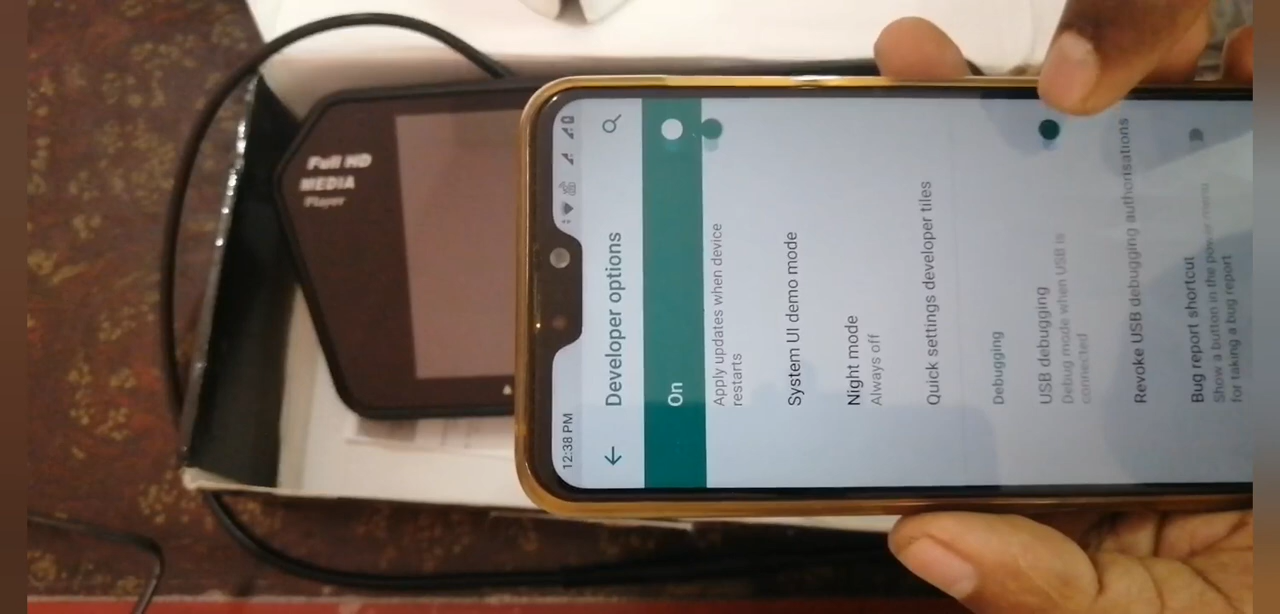 Full HD
MEDIA
Player
12:38 PM
Developer options
On
Apply updates when device
restarts
System UI demo mode
Night mode
Always off
Quick settings developer tiles
Debugging
USB debugging
Debug mode when USB is
connected
Revoke USB debugging authorisations
Bug report shortcut
Show a button in the power menu
for taking a bug report